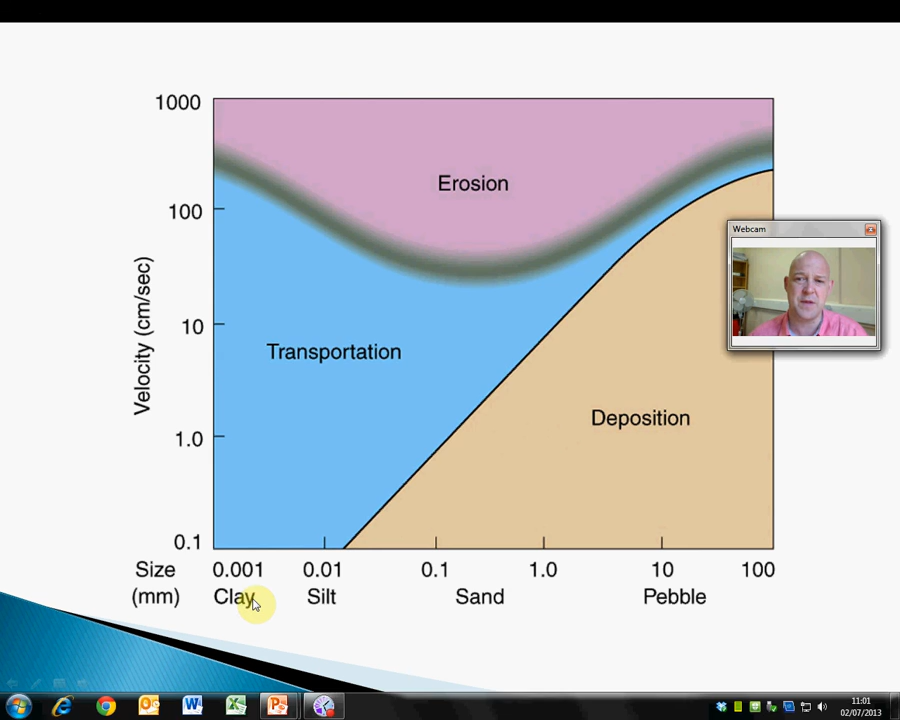 1000
Erosion
100
Webcam
Velocity (cm/sec)
10
Transportation
Deposition
1.0
0.1
Size 0.001 0.01 0.1 1.0 10 100
(mm) Clay Silt Sand Pebble
11:01
02/07/2013